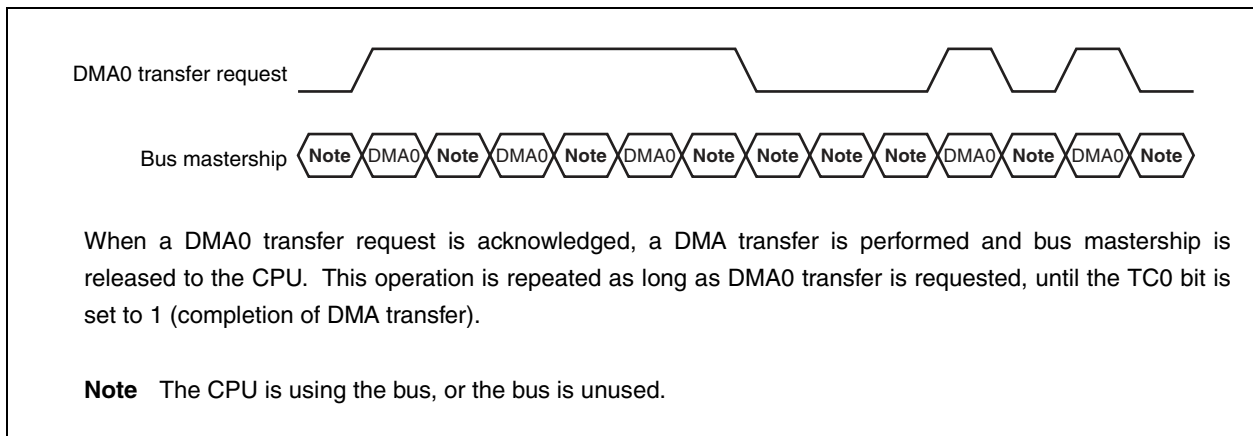 DMA0 transfer request
Bus mastership Note DMA0 Note DMA0 Note DMA0 Note Note Note Note DMA0 Note DMA0 Note
When a DMA0 transfer request is acknowledged, a DMA transfer is performed and bus mastership is
released to the CPU. This operation is repeated as long as DMA0 transfer is requested, until the TC0 bit is
set to 1 (completion of DMA transfer).
Note The CPU is using the bus, or the bus is unused.